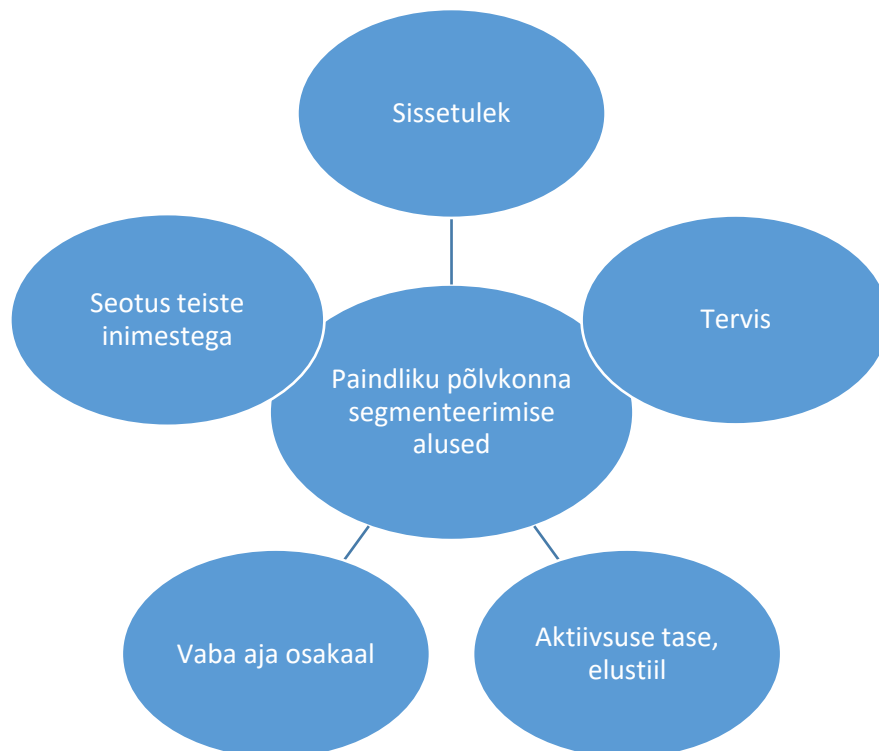 Sissetulek
Seotus teiste
inimestega
Tervis
Paindliku põlvkonna
segmenteerimise
alused
Vaba aja osakaal
Aktiivsuse tase,
elustiil